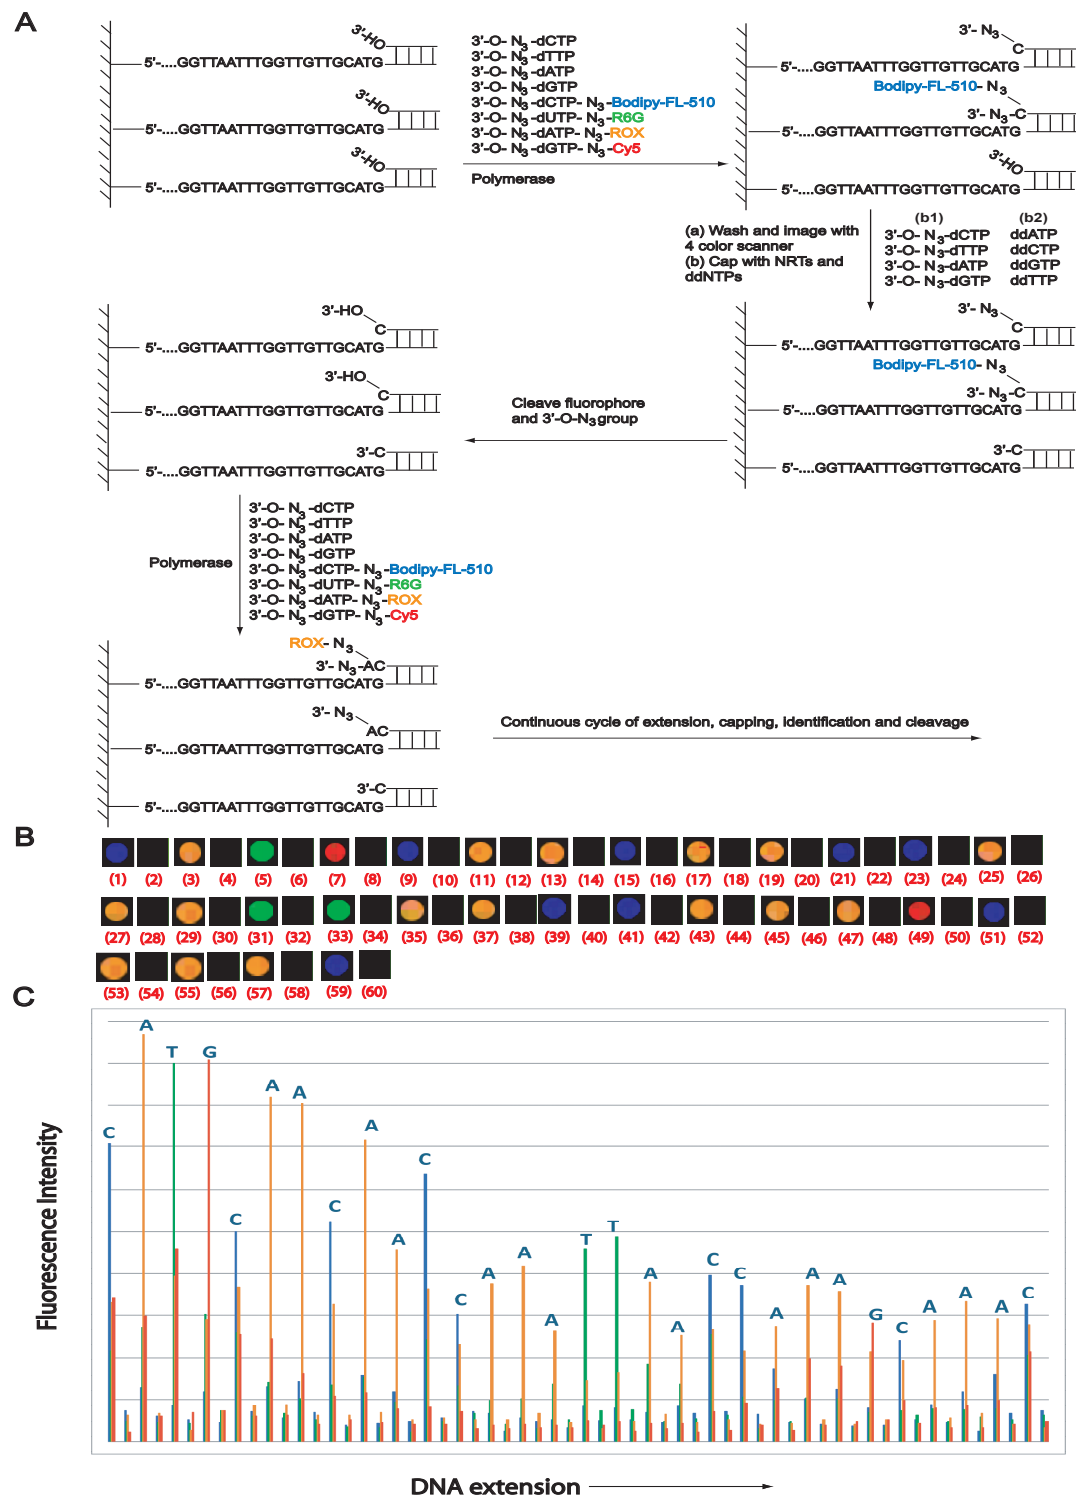 A
3'-HO
5'-....GGTTAATTTGGTTGTTGCATG
3'-HO
5'-....GGTTAATTTGGTTGTTGCATG
3'-HO
5'-....GGTTAATTTGGTTGTTGCATG
3'-O- N3-dCTP
3'-O- N3-dTTP
3'-O- N3-dATP
3'-O- N3-dGTP
3'-O- N3-dCTP- N3-Bodipy-FL-510
3'-O- N3-dUTP- N3-R6G
3'-O- N3-dATP- N3-ROX
3'-O- N3-dGTP- N3-Cy5
Polymerase
3'- N3
C
5'-....GGTTAATTTGGTTGTTGCATG
Bodipy-FL-510- N3
3'- N3-C
5'-....GGTTAATTTGGTTGTTGCATG
3'-HO
5'-....GGTTAATTTGGTTGTTGCATG
(a) Wash and image with
4 color scanner
(b) Cap with NRTs and
ddNTPs
(b1) (b2)
3'-O- N3-dCTP ddATP
3'-O- N3-dTTP ddCTP
3'-O- N3-dATP ddGTP
3'-O- N3-dGTP ddTTP
3'- N3
C
5'-....GGTTAATTTGGTTGTTGCATG
Bodipy-FL-510- N3
3'- N3-C
5'-....GGTTAATTTGGTTGTTGCATG
3'-C
5'-....GGTTAATTTGGTTGTTGCATG
Cleave fluorophore
and 3'-O-N3group
3'-HO
C
5'-....GGTTAATTTGGTTGTTGCATG
3'-HO
C
5'-....GGTTAATTTGGTTGTTGCATG
3'-C
5'-....GGTTAATTTGGTTGTTGCATG
Polymerase
3'-O- N3-dCTP
3'-O- N3-dTTP
3'-O- N3-dATP
3'-O- N3-dGTP
3'-O- N3-dCTP- N3-Bodipy-FL-510
3'-O- N3-dUTP- N3-R6G
3'-O- N3-dATP- N3-ROX
3'-O- N3-dGTP- N3-Cy5
ROX- N3
3'- N3-AC
5'-....GGTTAATTTGGTTGTTGCATG
3'- N3
AC
5'-....GGTTAATTTGGTTGTTGCATG
3'-C
5'-....GGTTAATTTGGTTGTTGCATG
Continuous cycle of extension, capping, identification and cleavage
B
(1) (2) (3) (4) (5) (6) (7) (8) (9) (10) (11) (12) (13) (14) (15) (16) (17) (18) (19) (20) (21) (22) (23) (24) (25) (26)
(27) (28) (29) (30) (31) (32) (33) (34) (35) (36) (37) (38) (39) (40) (41) (42) (43) (44) (45) (46) (47) (48) (49) (50) (51) (52)
(53) (54) (55) (56) (57) (58) (59) (60)
C
Fluorescence Intensity
C A T G C A A C A A C C A A A T T A A C C A A A G C A A A C
DNA extension